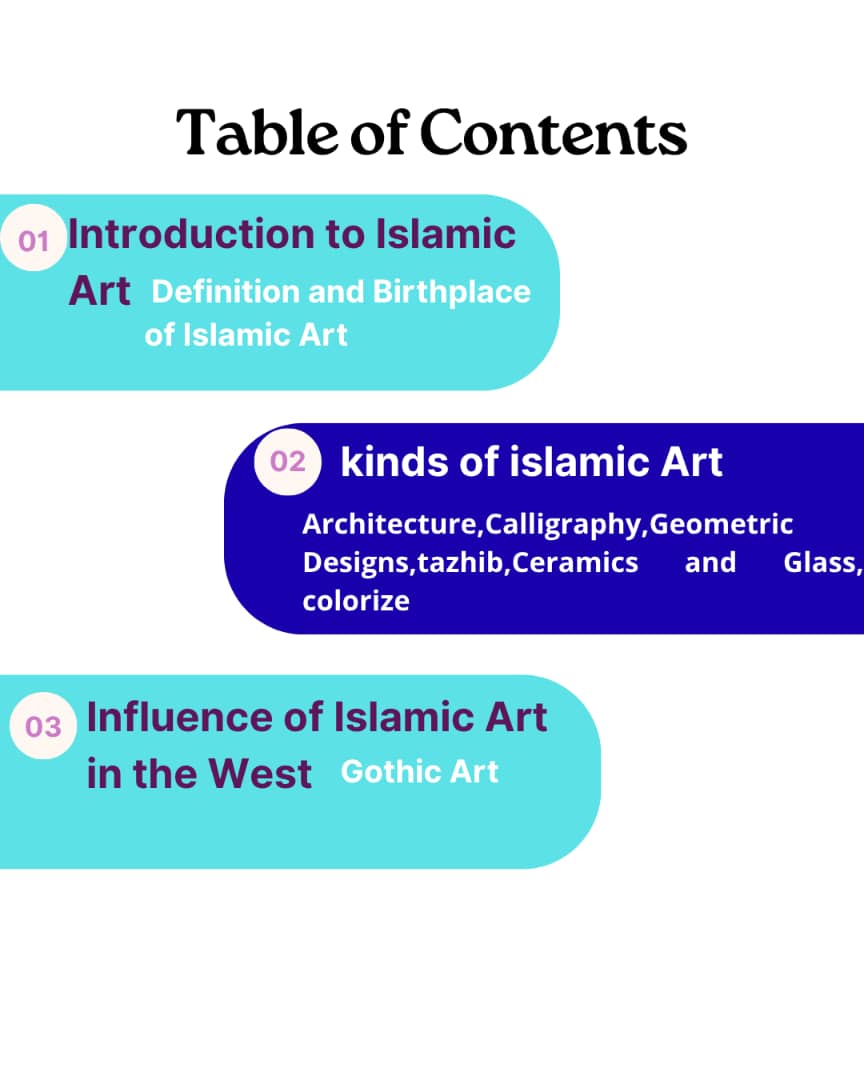 Table of Contents
01
Introduction to Islamic
Art Definition and Birthplace
of Islamic Art
02
kinds of islamic Art
Architecture,Calligraphy,Geometric
Designs,tazhib,Ceramics and Glass,
colorize
03
Influence of Islamic Art
in the West Gothic Art